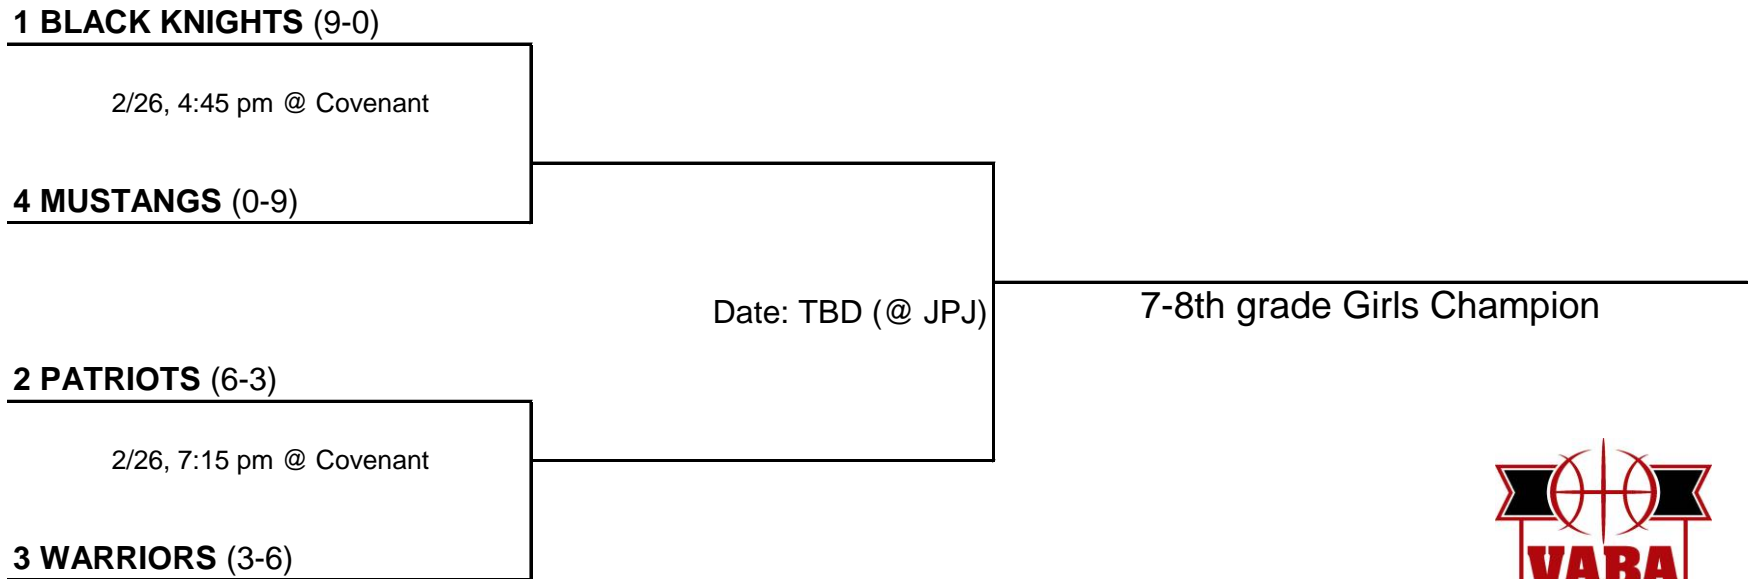 1 BLACK KNIGHTS (9-0)
2/26, 4:45 pm @ Covenant
4 MUSTANGS (0-9)
Date: TBD (@ JPJ)
7-8th grade Girls Champion
2 PATRIOTS (6-3)
2/26, 7:15 pm @ Covenant
3 WARRIORS (3-6)
VABA